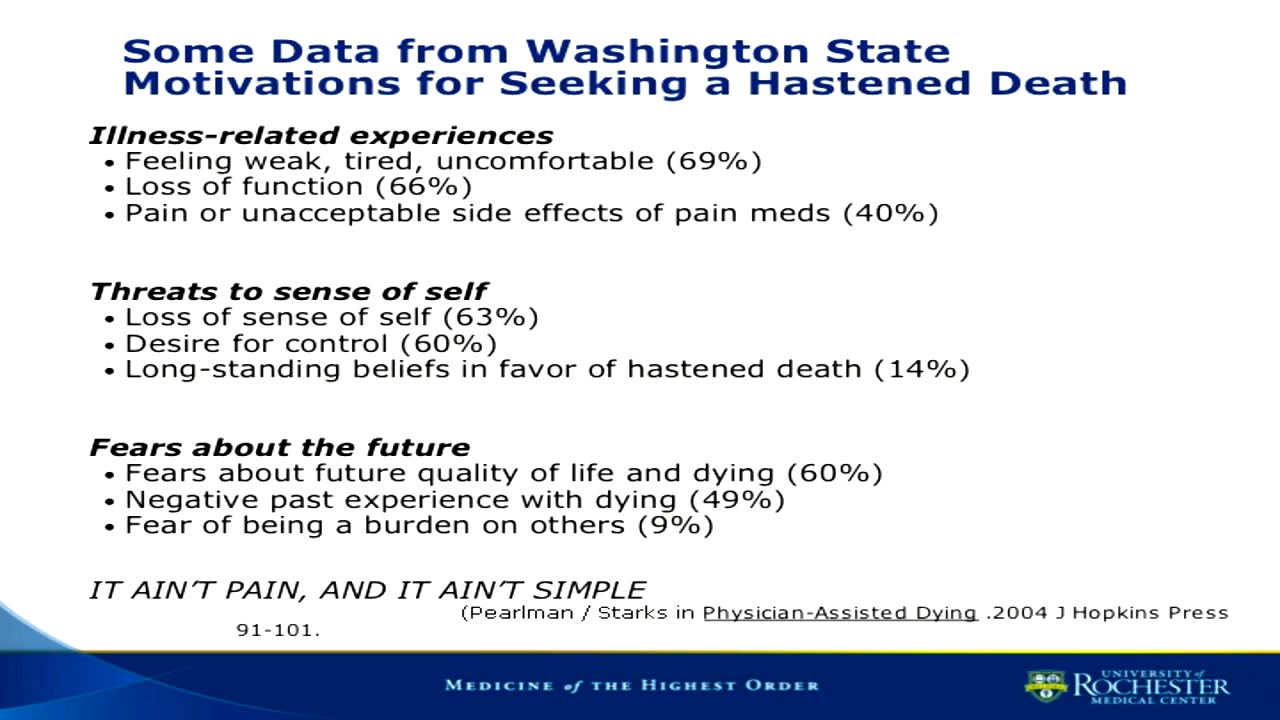 Some Data from Washington State
Motivations for Seeking a Hastened Death
Illness-related experiences
• Feeling weak, tired, uncomfortable (69%)
• Loss of function (66%)
• Pain or unacceptable side effects of pain meds (40%)
Threats to sense of self
• Loss of sense of self (63%)
• Desire for control (60%)
• Long-standing beliefs in favor of hastened death (14%)
Fears about the future
• Fears about future quality of life and dying (60%)
• Negative past experience with dying (49%)
• Fear of being a burden on others (9%)
IT AIN'T PAIN, AND IT AIN'T SIMPLE
(Pearlman / Starks in Physician-Assisted Dying .2004 J Hopkins Press
91-101.
MEDICINE of THE HIGHEST ORDER
UNIVERSITY of
ROCHESTER
MEDICAL CENTER